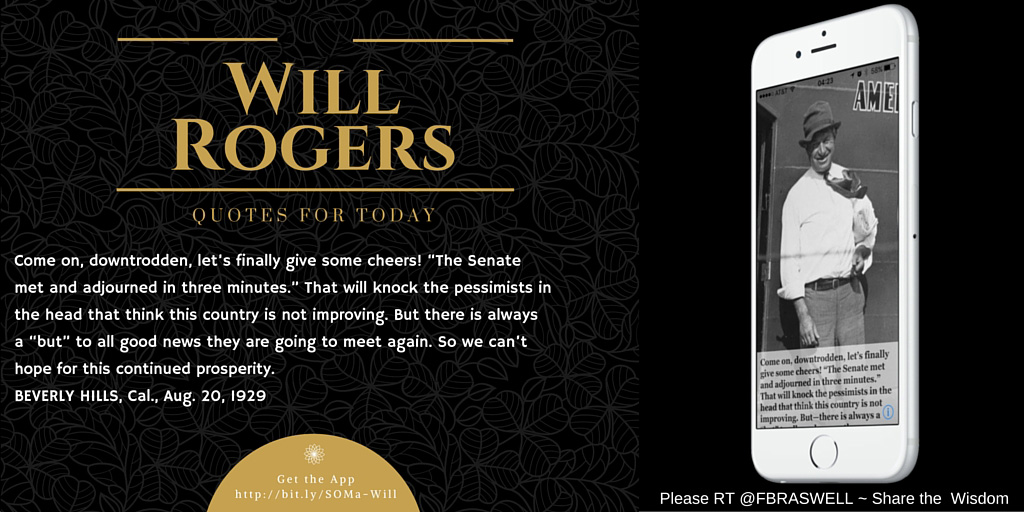 WILL
ROGERS
QUOTES FOR TODAY
Come on, downtrodden, let's finally give some cheers! "The Senate
met and adjourned in three minutes." That will knock the pessimists in
the head that think this country is not improving. But there is always
a "but" to all good news they are going to meet again. So we can't
hope for this continued prosperity.
BEVERLY HILLS, Cal., Aug. 20, 1929
Get the App
http://bit.ly/SOMa-Will
AT&T
04:23
58%
AME
Come on, downtrodden, let's finally
give some cheers! "The Senate met
and adjourned in three minutes."
That will knock the pessimists in the
head that think this country is not
improving. But—there is always a
Please RT @FBRASWELL ~ Share the Wisdom